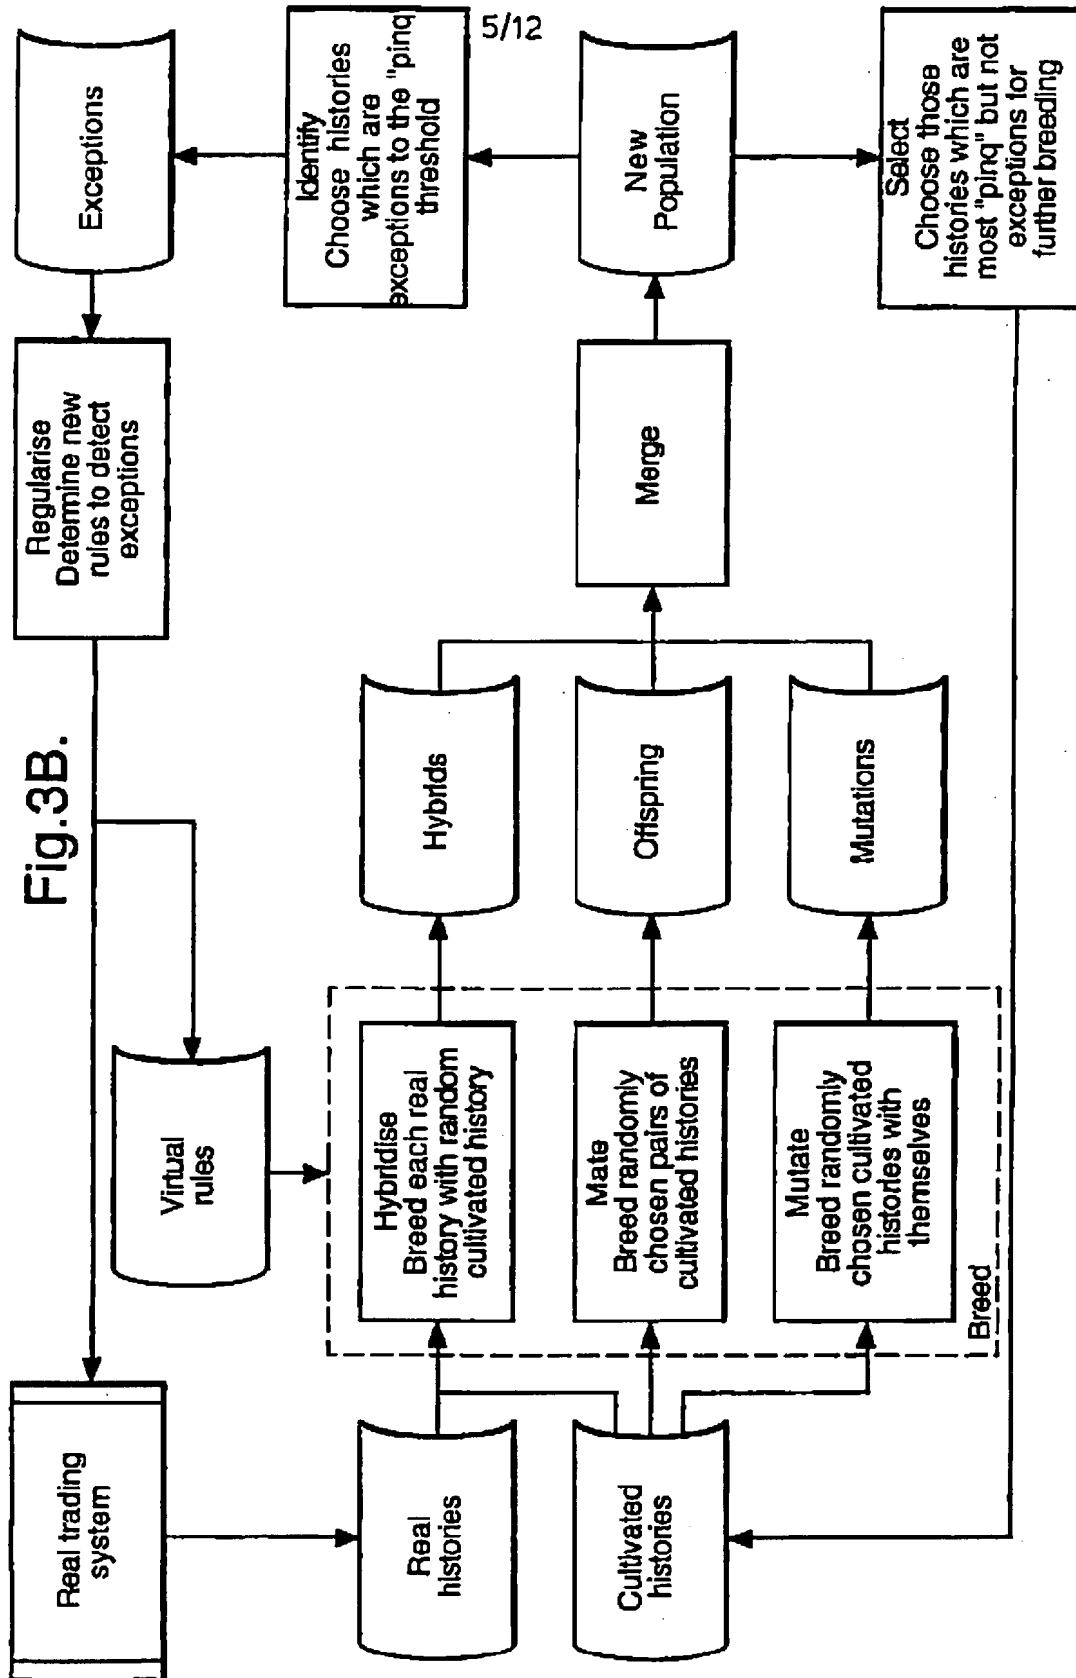 5/12
Fig.3B.
Real trading
system
Regularise
Determine new
rules to detect
exceptions
Exceptions
Virtual
rules
Identify
Choose histories
which are
exceptions to the "pinq
threshold
Real
histories
Hybridise
Breed each real
history with random
cultivated history
Hybrids
Cultivated
histories
Mate
Breed randomly
chosen pairs of
cultivated histories
Offspring
Merge
New
Population
Mutate
Breed randomly
chosen cultivated
histories with
themselves
Mutations
Breed
Select
Choose those
histories which are
most "pinq" but not
exceptions for
further breeding